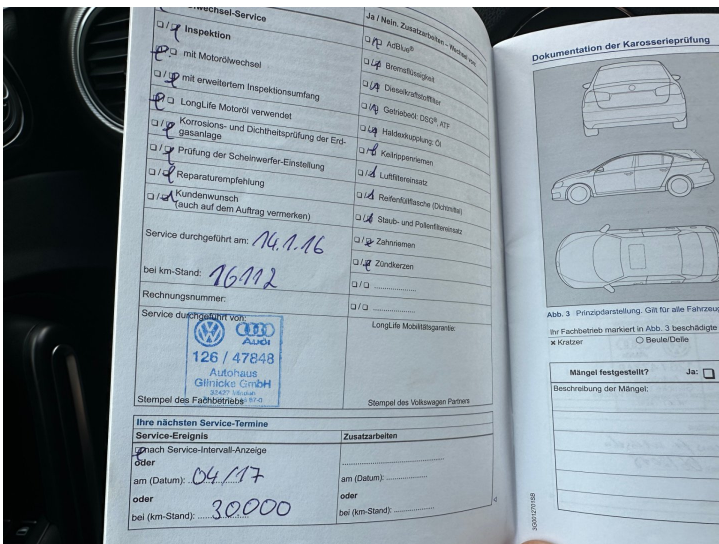 wechsel-Service
Inspektion
mit Motorölwechsel
mit erweitertem Inspektionsumfang
LongLife Motoröl verwendet
Korrosions- und Dichtheitsprüfung der Erd-
gasanlage
Prüfung der Scheinwerfer-Einstellung
Reparaturempfehlung
Kundenwunsch
(auch auf dem Auftrag vermerken)
Service durchgeführt am: 14.1.16
bei km-Stand: 16112
Rechnungsnummer:
Service durchgeführt von:
Audi
126 / 47848
Autohaus
Glinicke GmbH
Stempel des Fachbetriebs
Ja / Nein, Zusatzarbeiten – Wechsel von:
AdBlue®
Bremsflüssigkeit
Dieselkraftstofffilter
Getriebeöl: DSG®, ATF
Haldexkupplung: Öl
Keilrippenriemen
Luftfiltereinsatz
Reifenfüllflasche (Dichtmittel)
Staub- und Pollenfiltereinsatz
Zahnriemen
Zündkerzen
LongLife Mobilitätsgarantie:
Stempel des Volkswagen Partners
Ihre nächsten Service-Termine
Service-Ereignis
nach Service-Intervall-Anzeige
oder
am (Datum): 04/17
oder
bei (km-Stand): 30000
Zusatzarbeiten
am (Datum):
oder
bei (km-Stand):
Dokumentation der Karosserieprüfung
Abb. 3 Prinzipdarstellung. Gilt für alle Fahrzeug
Ihr Fachbetrieb markiert in Abb. 3 beschädigte
× Kratzer
Beule/Delle
Mängel festgestellt? Ja:
Beschreibung der Mängel:
3G0012701SB